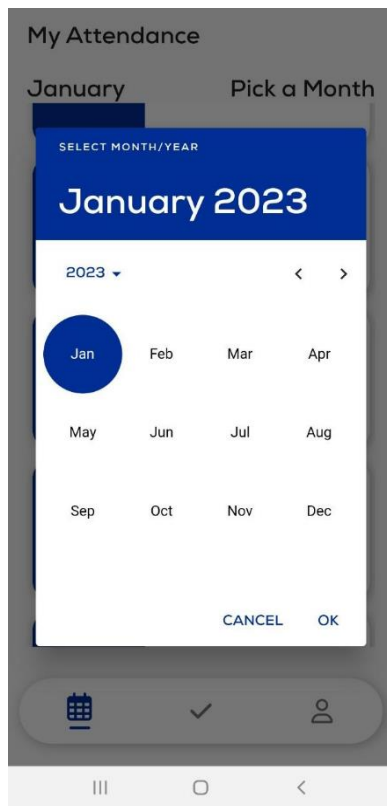 My Attendance
January Pick a Month
SELECT MONTH/YEAR
January 2023
2023
Jan Feb Mar Apr
May Jun Jul Aug
Sep Oct Nov Dec
CANCEL OK